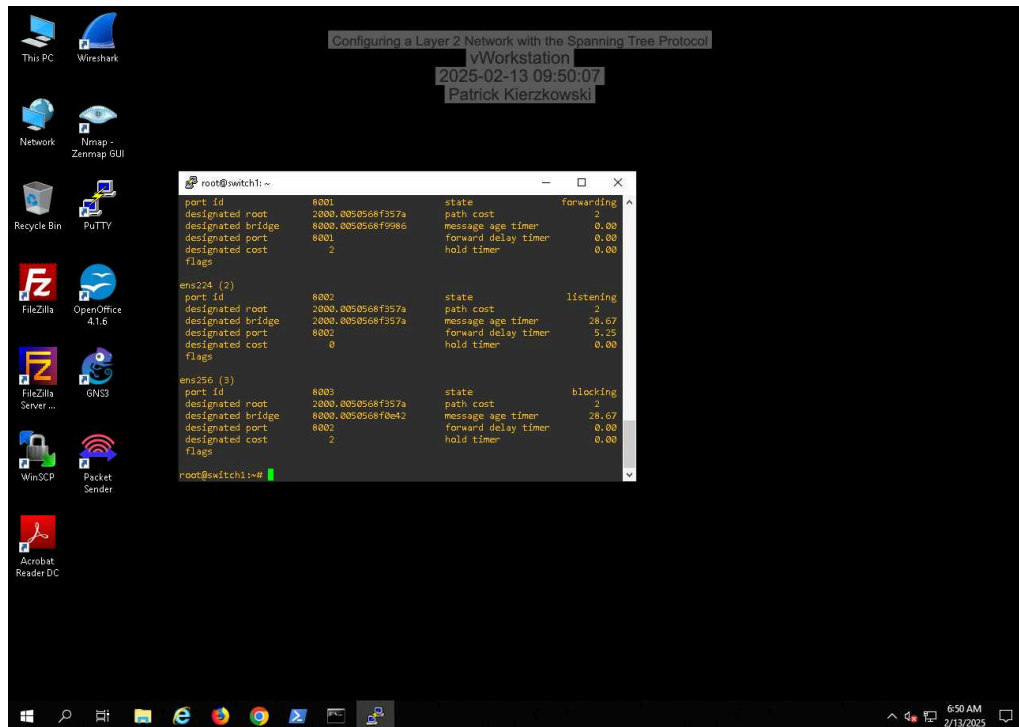 Configuring a Layer 2 Network with the Spanning Tree Protocol
vWorkstation
2025-02-13 09:50:07
Patrick Kierzkowski
This PC
Wireshark
Network
Nmap -
Zenmap GUI
Recycle Bin
PuTTY
FileZilla
OpenOffice
4.1.6
FileZilla
Server ...
GNS3
WinSCP
Packet
Sender
Acrobat
Reader DC
root@switch1: ~
port id 8001 state forwarding
designated root 2000.0050568f357a path cost 2
designated bridge 8000.0050568f9986 message age timer 0.00
designated port 8001 forward delay timer 0.00
designated cost 2 hold timer 0.00
flags
ens224 (2)
port id 8002 state listening
designated root 2000.0050568f357a path cost 2
designated bridge 2000.0050568f357a message age timer 28.67
designated port 8002 forward delay timer 5.25
designated cost 0 hold timer 0.00
flags
ens256 (3)
port id 8003 state blocking
designated root 2000.0050568f357a path cost 2
designated bridge 8000.0050568f0e42 message age timer 28.67
designated port 8002 forward delay timer 0.00
designated cost 2 hold timer 0.00
flags
root@switch1:~#
6:50 AM
2/13/2025